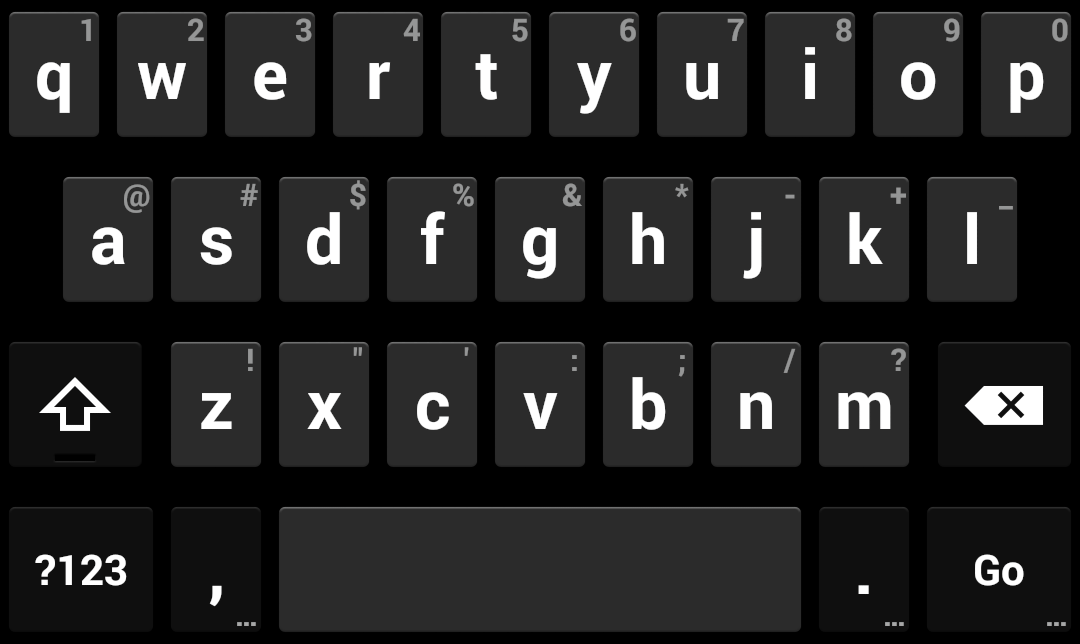 1 2 3 4 5 6 7 8 9 0
q w e r t y u i o p
@ # $ % & * - + _
a s d f g h j k l
! " ' : ; / ?
z x c v b n m
?123 , . Go
... ... ...